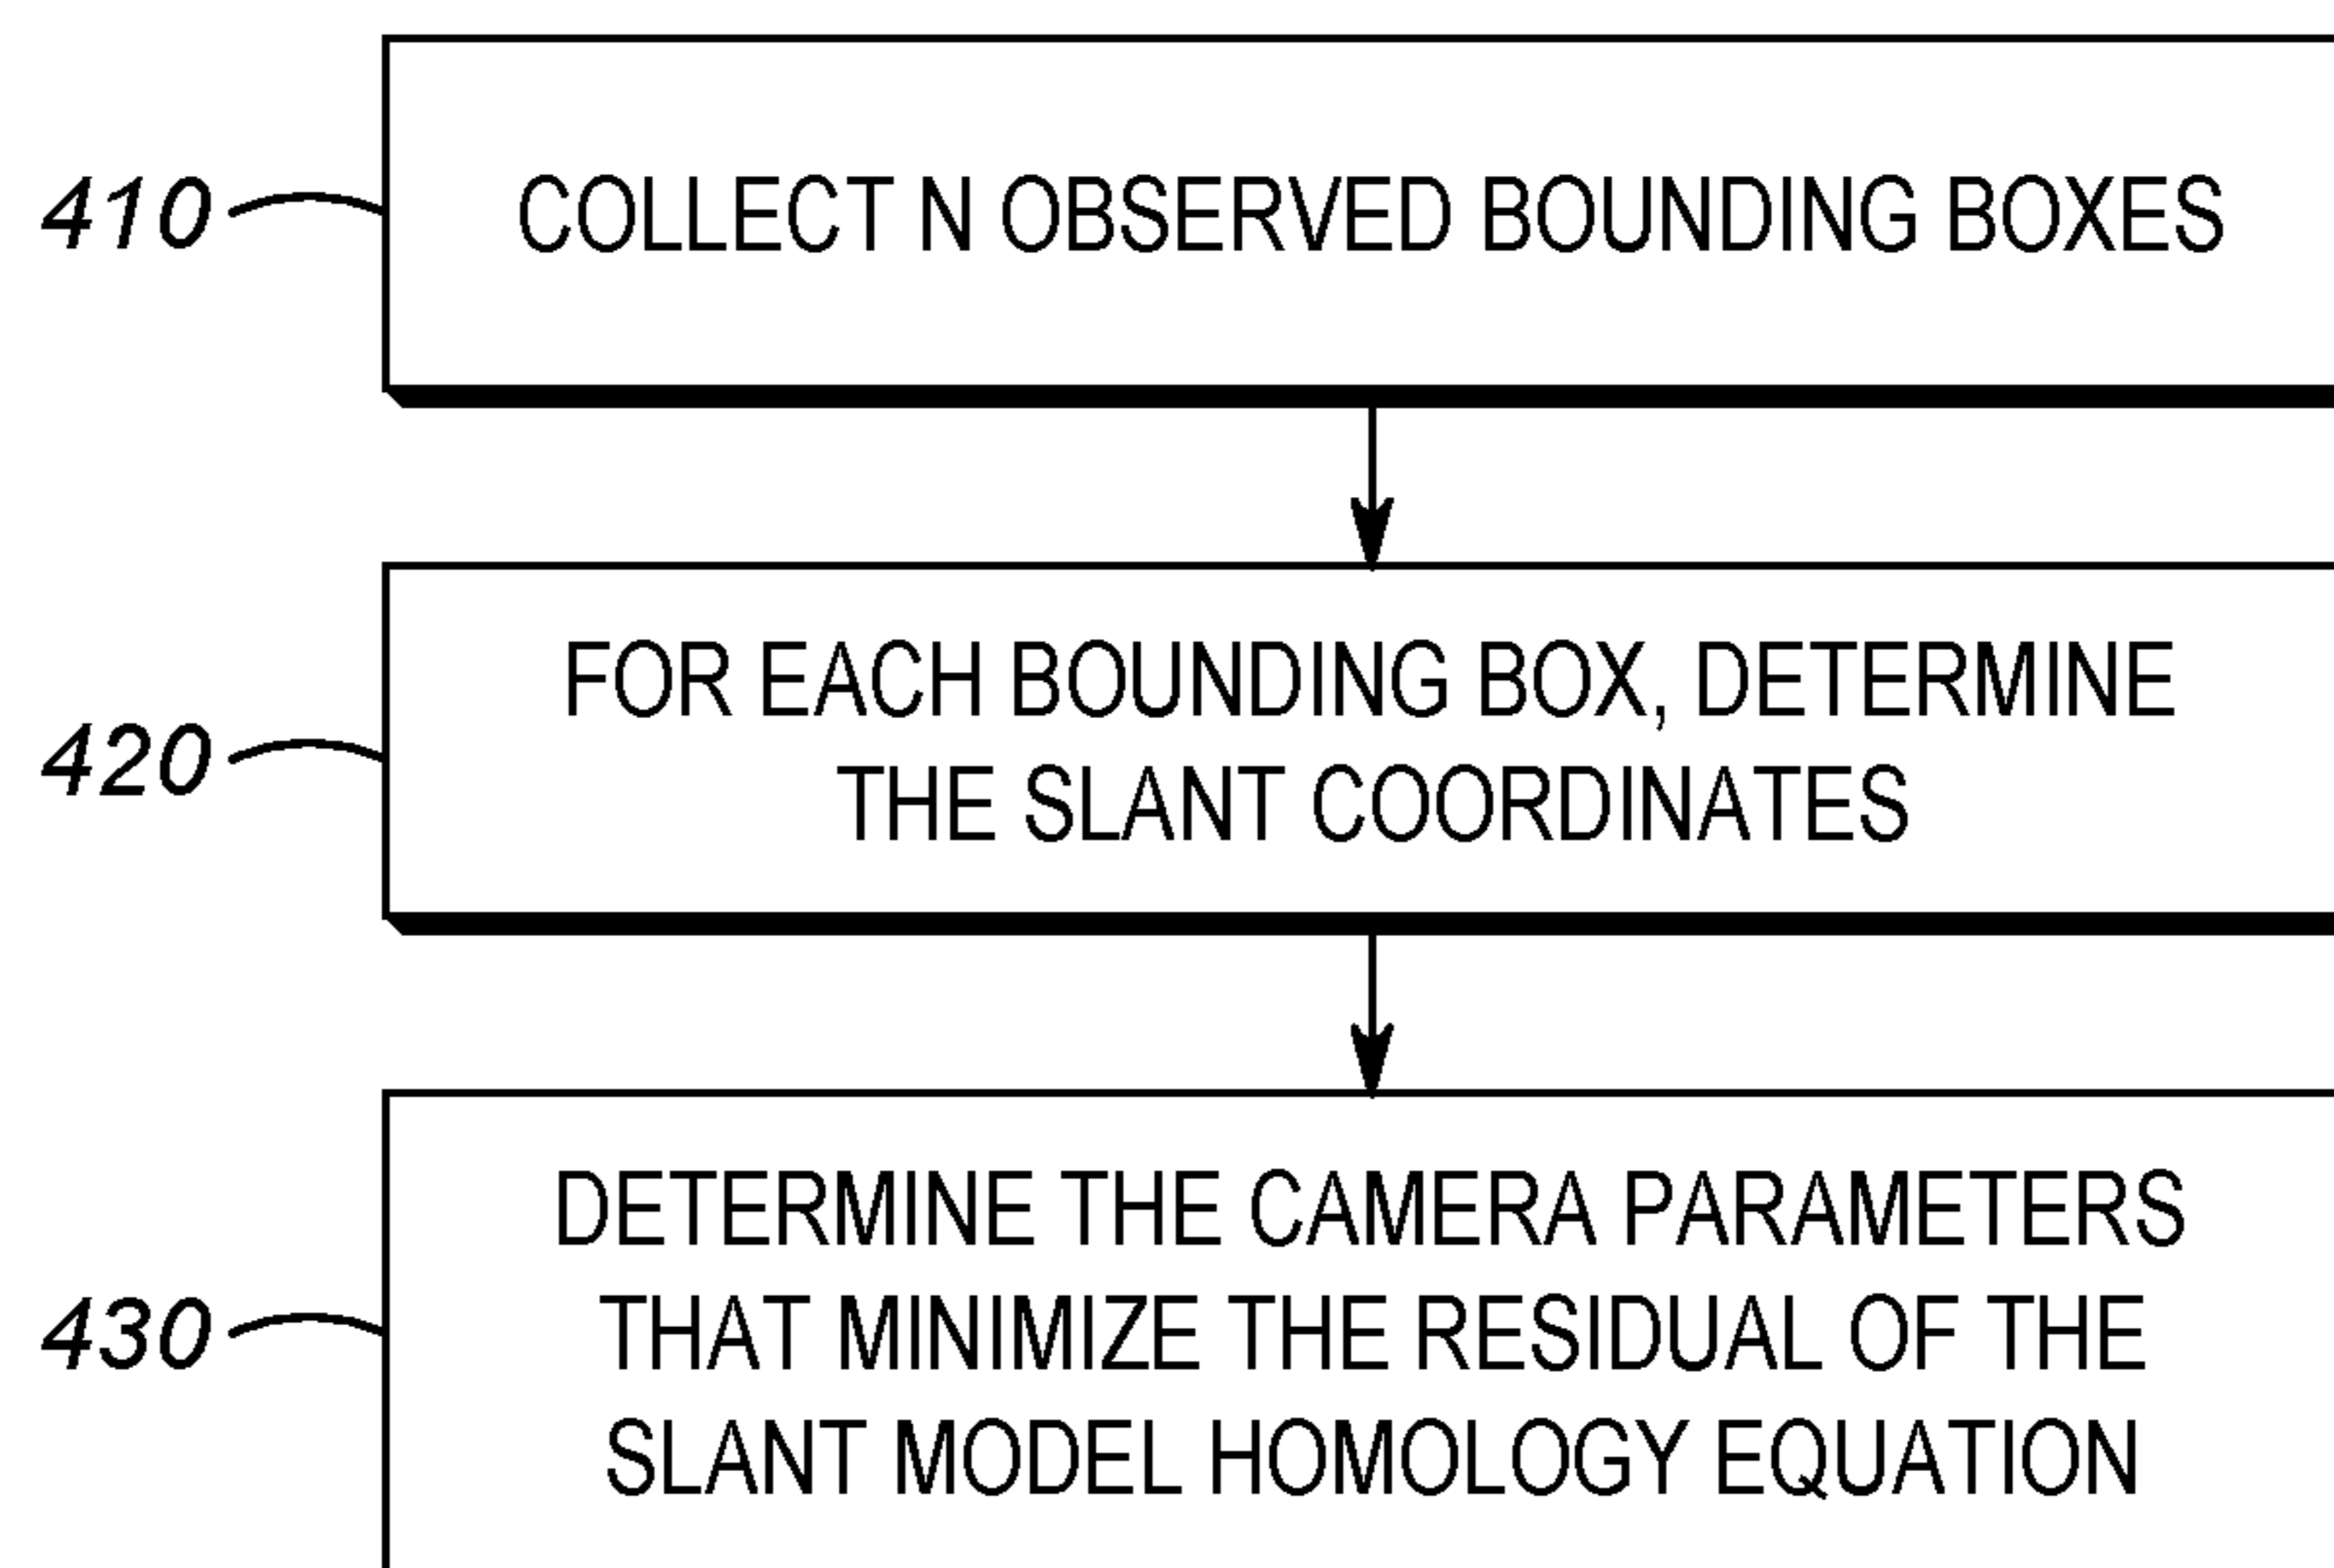 410
COLLECT N OBSERVED BOUNDING BOXES
420
FOR EACH BOUNDING BOX, DETERMINE
THE SLANT COORDINATES
430
DETERMINE THE CAMERA PARAMETERS
THAT MINIMIZE THE RESIDUAL OF THE
SLANT MODEL HOMOLOGY EQUATION